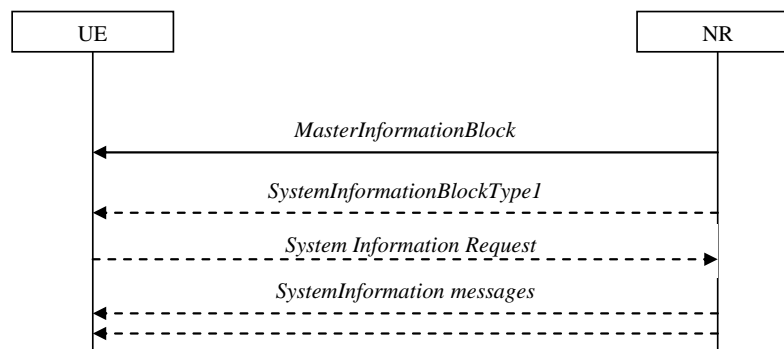 UE
NR
MasterInformationBlock
SystemInformationBlockType1
System Information Request
SystemInformation messages